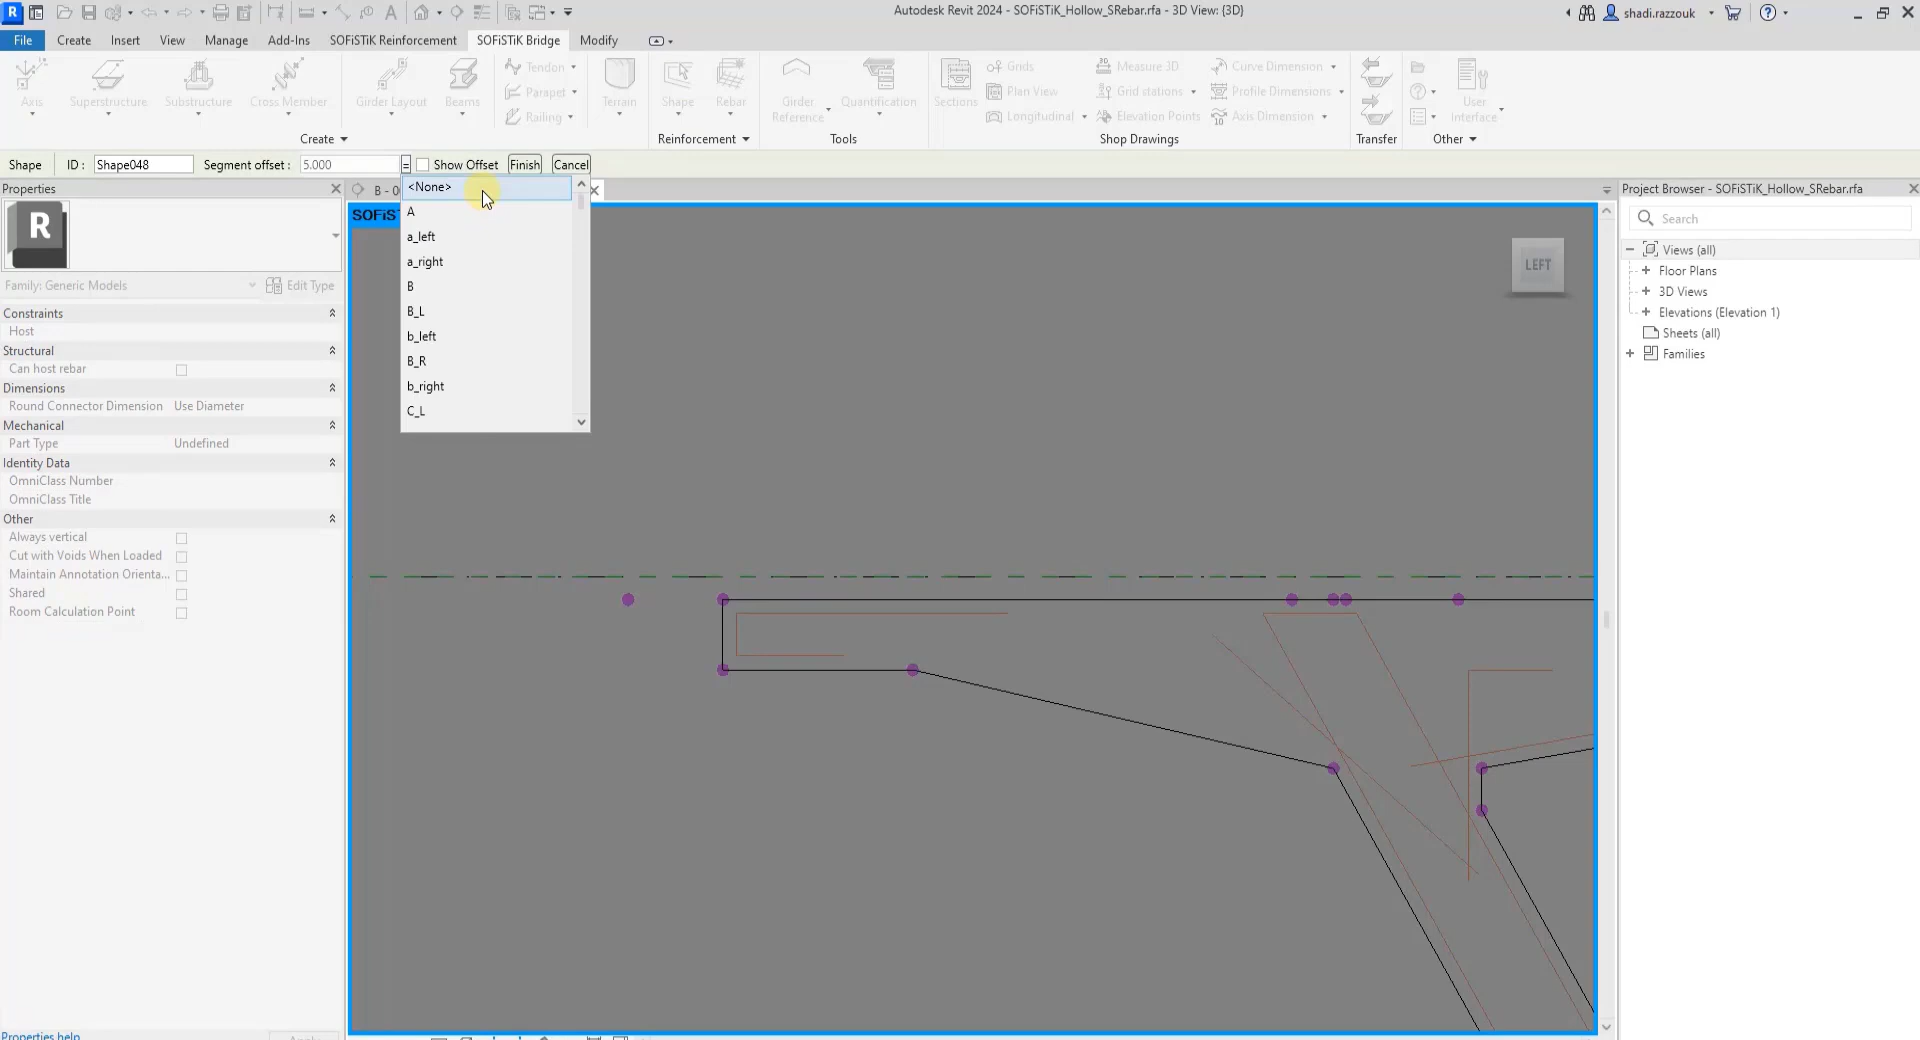 Autodesk Revit 2024 - SOFiSTiK_Hollow_SRebar.rfa - 3D View: {3D}
shadi.razzouk
File
Create
Insert
View
Manage
Add-Ins
SOFiSTiK Reinforcement
SOFiSTiK Bridge
Modify
Axis
Superstructure
Substructure
Cross Member
Girder Layout
Beams
Tendon
Parapet
Railing
Terrain
Shape
Rebar
Girder
Reference
Quantification
Sections
Grids
Plan View
Longitudinal
Measure 3D
Grid stations
Elevation Points
Curve Dimension
Profile Dimensions
Axis Dimension
User
Interface
Create
Reinforcement
Tools
Shop Drawings
Transfer
Other
Shape
ID :
Shape048
Segment offset :
5.000
=
Show Offset
Finish
Cancel
Properties
R
Family: Generic Models
Edit Type
Constraints
Host
Structural
Can host rebar
Dimensions
Round Connector Dimension
Use Diameter
Mechanical
Part Type
Undefined
Identity Data
OmniClass Number
OmniClass Title
Other
Always vertical
Cut with Voids When Loaded
Maintain Annotation Orienta...
Shared
Room Calculation Point
Properties help
<None>
A
a_left
a_right
B
B_L
b_left
B_R
b_right
C_L
LEFT
Project Browser - SOFiSTiK_Hollow_SRebar.rfa
Search
Views (all)
Floor Plans
3D Views
Elevations (Elevation 1)
Sheets (all)
Families